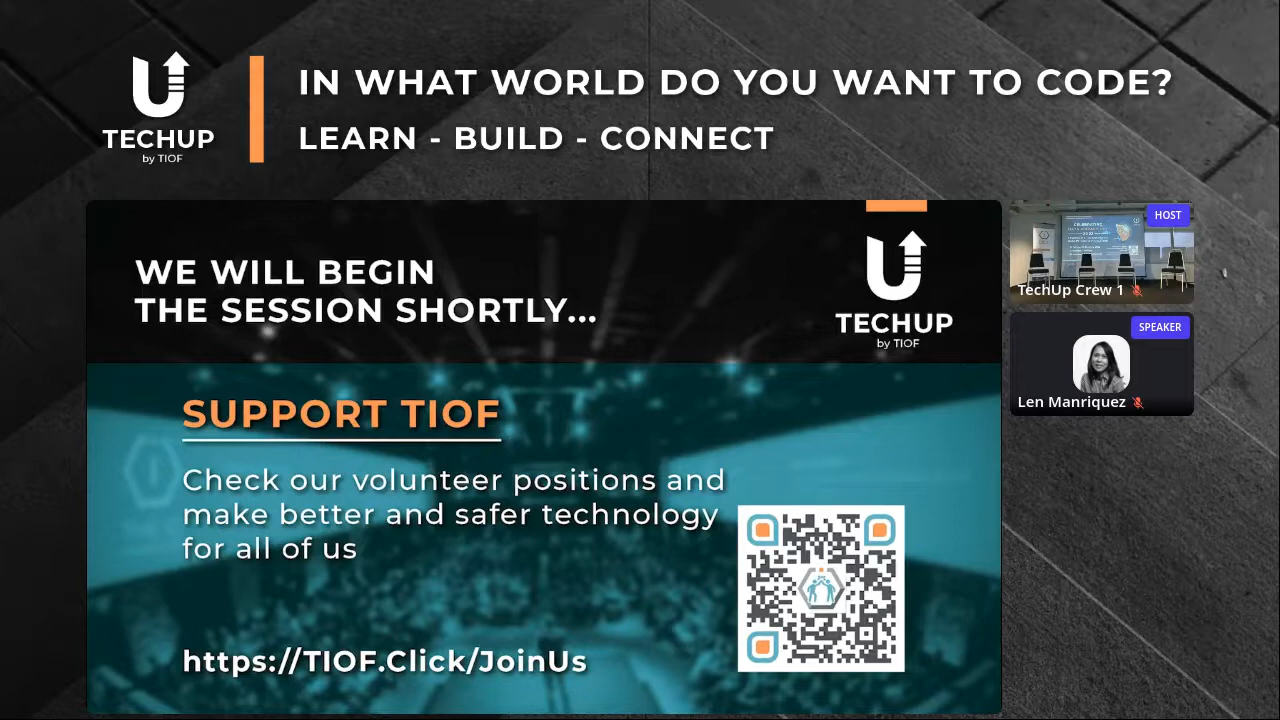 TECHUP
by TIOF
IN WHAT WORLD DO YOU WANT TO CODE?
LEARN - BUILD - CONNECT
WE WILL BEGIN
THE SESSION SHORTLY...
TECHUP
by TIOF
SUPPORT TIOF
Check our volunteer positions and
make better and safer technology
for all of us
https://TIOF.Click/JoinUs
HOST
TechUp Crew 1
SPEAKER
Len Manriquez